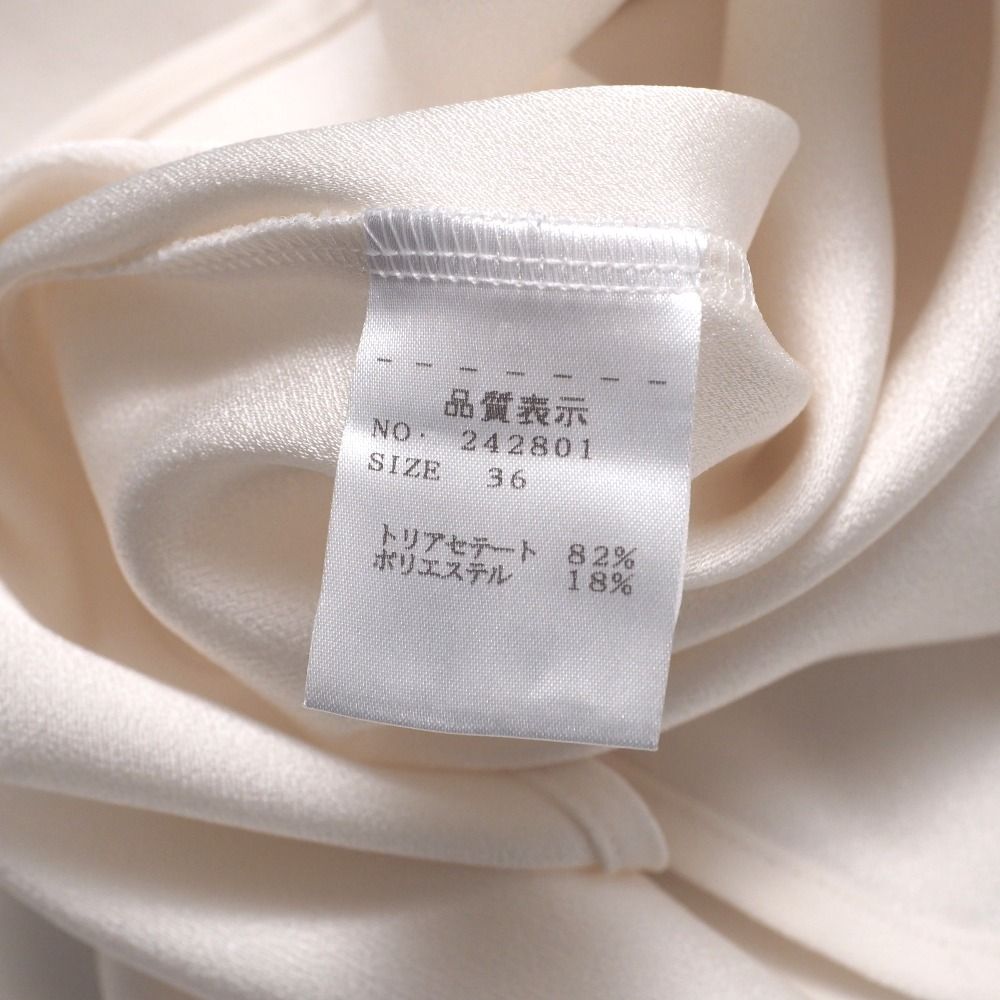 - - - - - - - -
品質表示
NO. 242801
SIZE 36
トリアセテート 82%
ポリエステル 18%